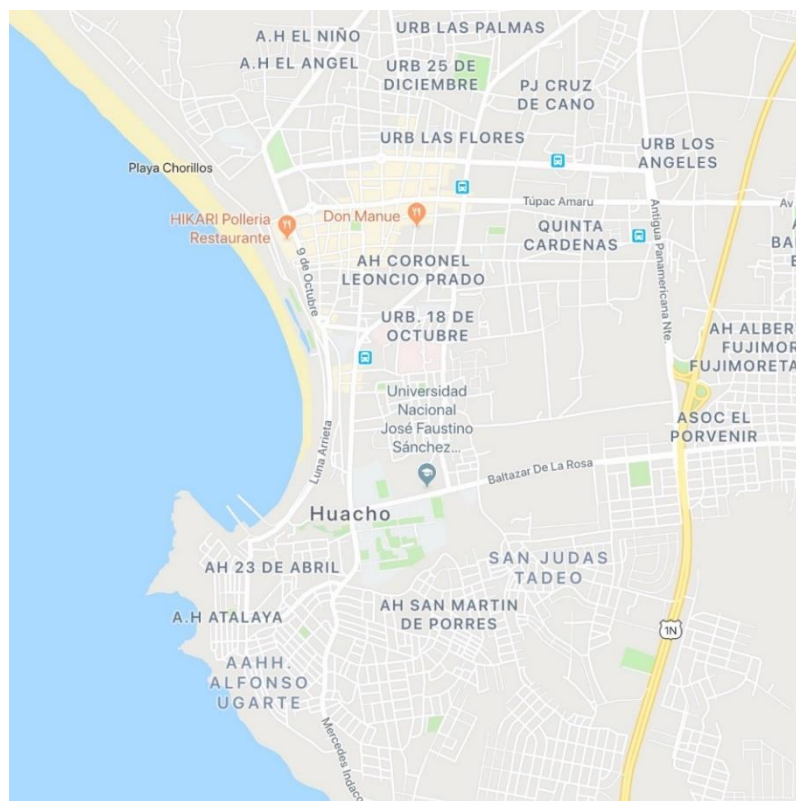 URB LAS PALMAS
A.H EL NIÑO
A.H EL ANGEL
URB 25 DE
DICIEMBRE
PJ CRUZ
DE CANO
URB LAS FLORES
URB LOS
ANGELES
Playa Chorillos
Túpac Amaru
Av
HIKARI Polleria
Restaurante
Don Manue
QUINTA
CARDENAS
Antigua Panamericana Nte.
9 de Octubre
AH CORONEL
LEONCIO PRADO
A
BA
E
URB. 18 DE
OCTUBRE
AH ALBER
FUJIMOR
FUJIMORETA
Universidad
Nacional
José Faustino
Sánchez...
ASOC EL
PORVENIR
Luna Arrieta
Baltazar De La Rosa
Huacho
AH 23 DE ABRIL
SAN JUDAS
TADEO
A.H ATALAYA
AH SAN MARTIN
DE PORRES
1N
AAHH.
ALFONSO
UGARTE
Mercedes Indaco